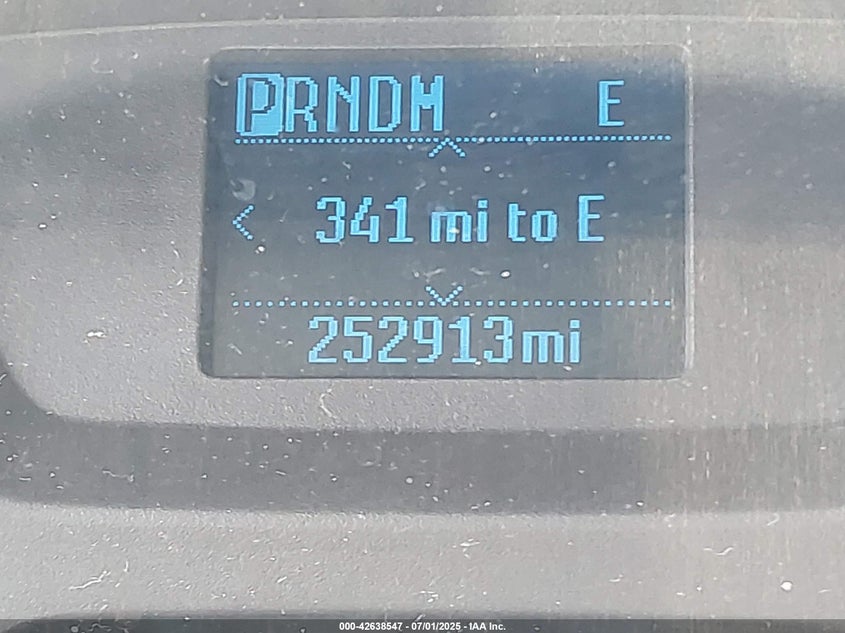 PRNDM E
< 341 mi to E
252913mi
000-42638547 - 07/01/2025 - IAA Inc.